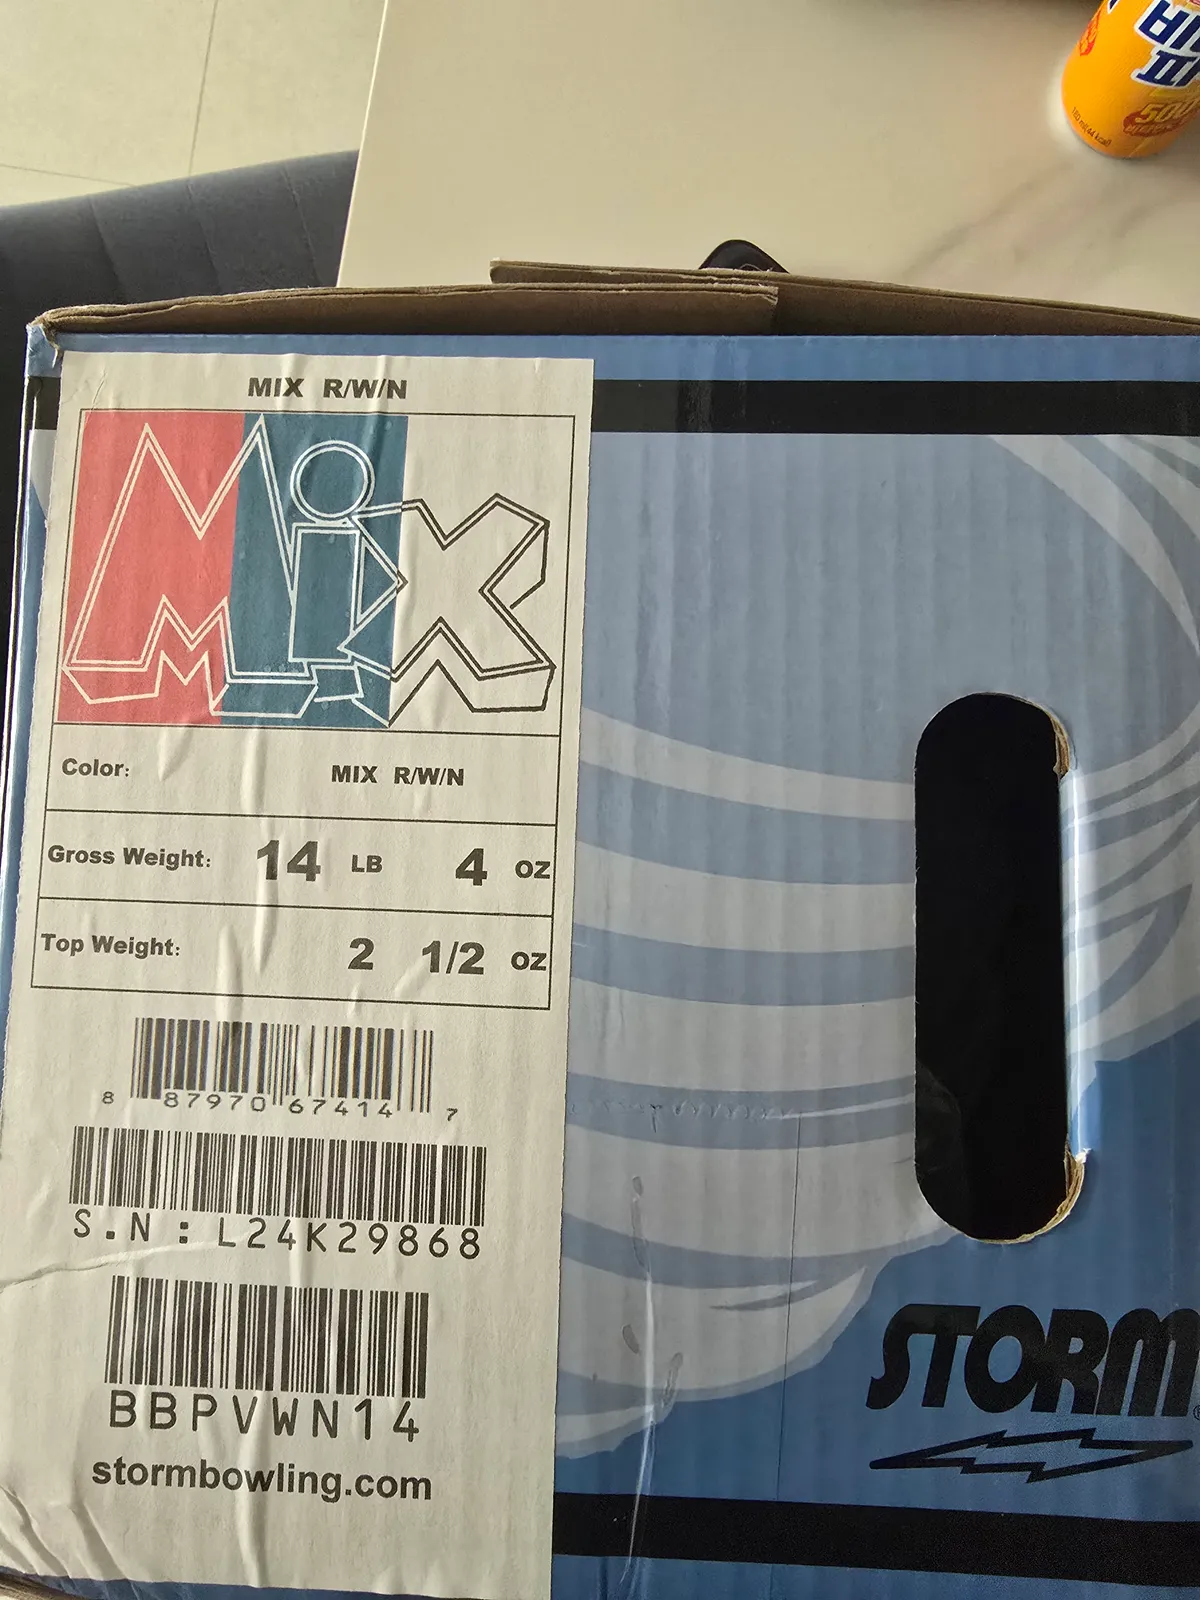 500
MIX R/W/N
Mix
Color: MIX R/W/N
Gross Weight: 14 LB 4 oz
Top Weight: 2 1/2 oz
8 87970 67414 7
S.N : L24K29868
BBPVWN14
stormbowling.com
STORM